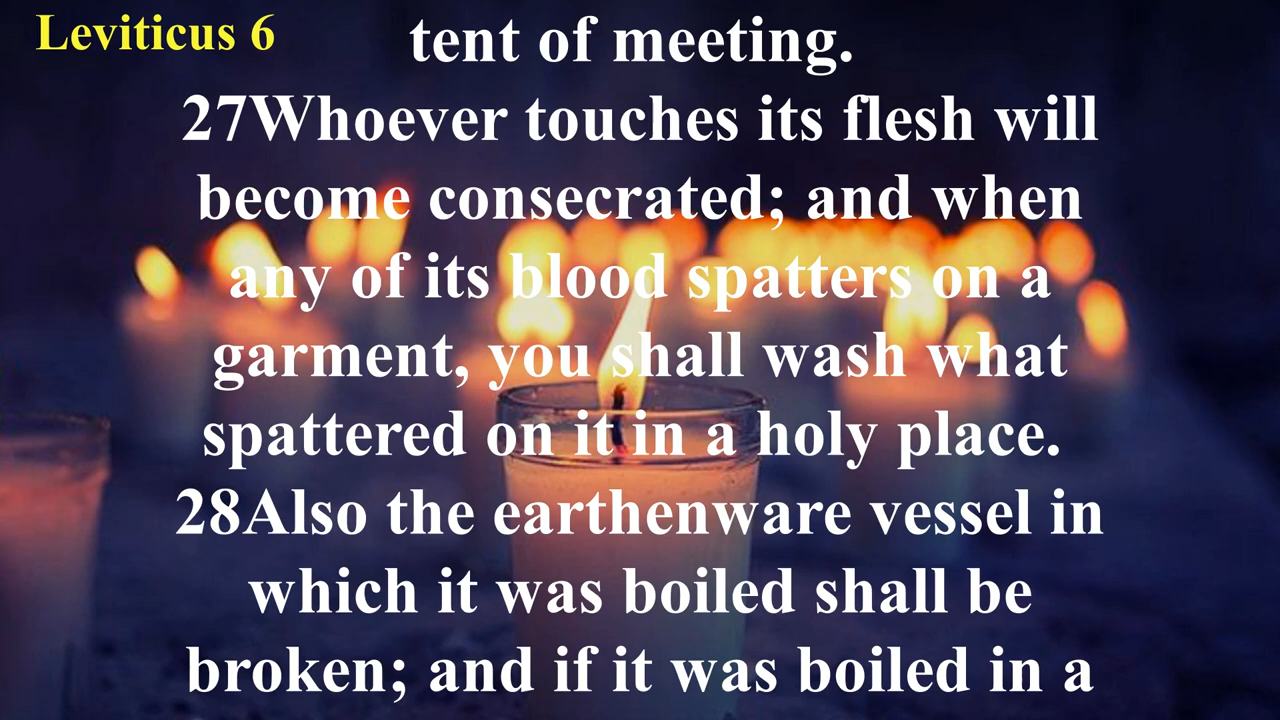 Leviticus 6
tent of meeting.
27Whoever touches its flesh will
become consecrated; and when
any of its blood spatters on a
garment, you shall wash what
spattered on it in a holy place.
28Also the earthenware vessel in
which it was boiled shall be
broken; and if it was boiled in a